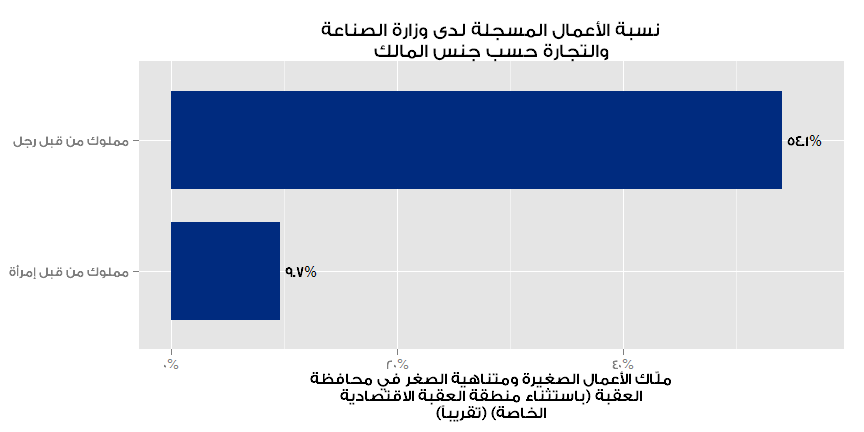 نسبة الأعمال المسجلة لدى وزارة الصناعة
والتجارة حسب جنس المالك
مملوك من قبل رجل
٥٤.١%
مملوك من قبل إمرأة
٩.٧%
٠%
٢٠%
٤٠%
ملّاك الأعمال الصغيرة ومتناهية الصغر في محافظة
العقبة (باستثناء منطقة العقبة الاقتصادية
الخاصة) (تقريباً)